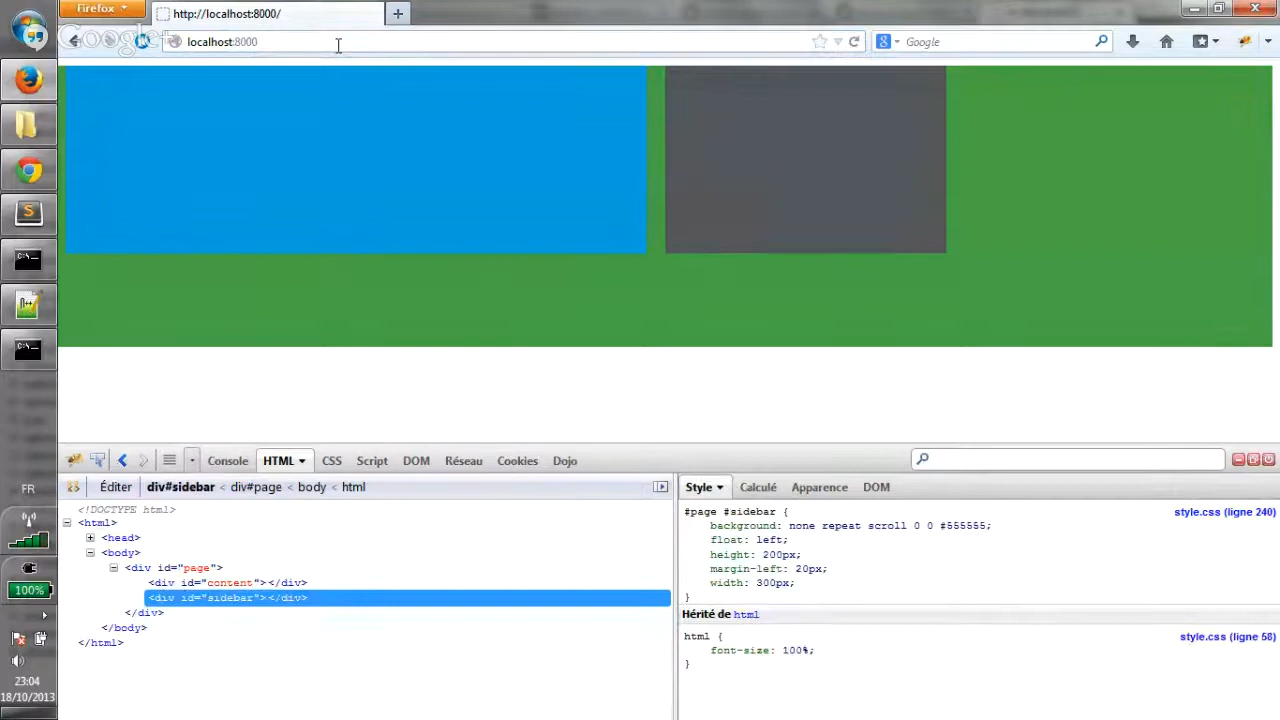 Firefox
http://localhost:8000/
Google+
localhost:8000
Google
S
C:\
n++
C:\
Console HTML CSS Script DOM Réseau Cookies Dojo
Éditer div#sidebar < div#page < body < html
Style Calculé Apparence DOM
<!DOCTYPE html>
<html>
<head>
<body>
<div id="page">
<div id="content"></div>
<div id="sidebar"></div>
</div>
</body>
</html>
#page #sidebar { style.css (ligne 240)
background: none repeat scroll 0 0 #555555;
float: left;
height: 200px;
margin-left: 20px;
width: 300px;
}
Hérité de html
html { style.css (ligne 58)
font-size: 100%;
}
FR
100%
23:04
18/10/2013